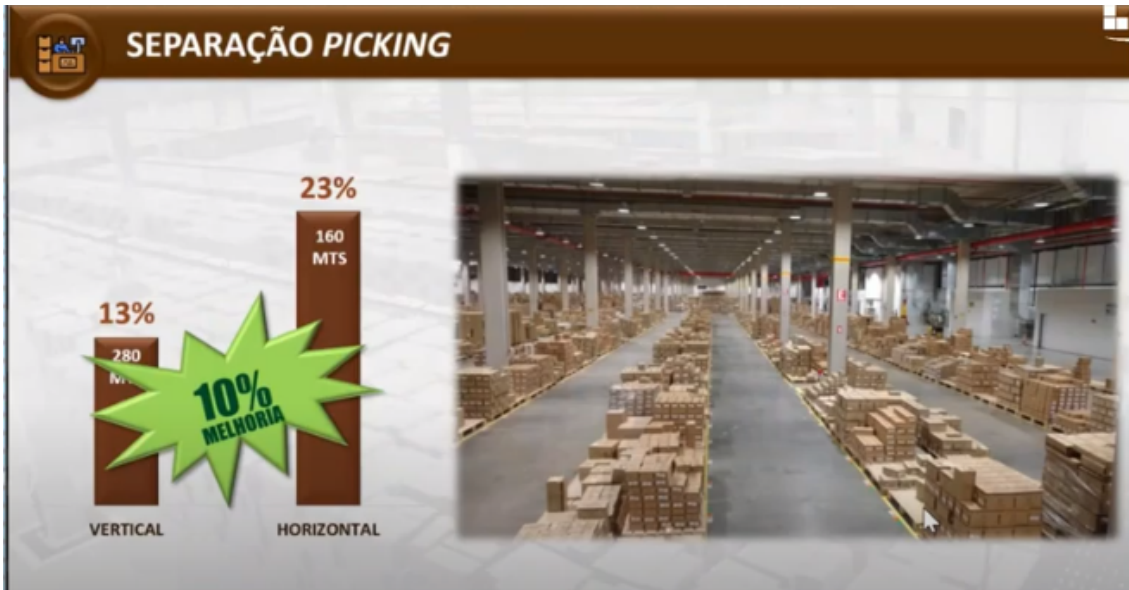 SEPARAÇÃO PICKING
23%
160
MTS
13%
280
10%
MELHORIA
VERTICAL
HORIZONTAL